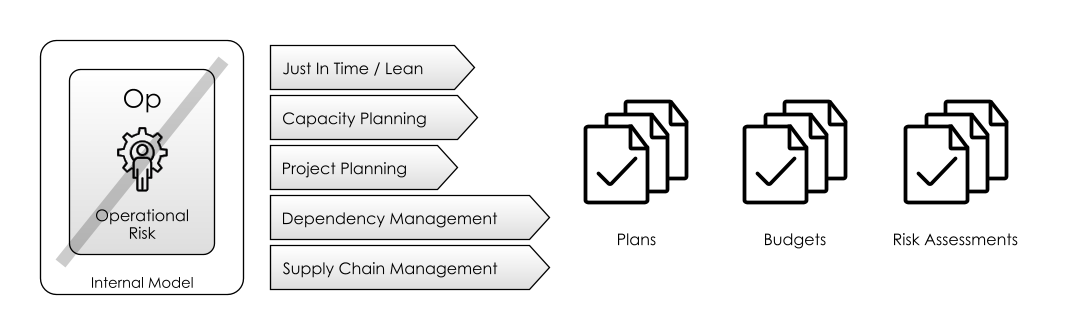 Op
Operational
Risk
Internal Model
Just In Time / Lean
Capacity Planning
Project Planning
Dependency Management
Supply Chain Management
Plans
Budgets
Risk Assessments